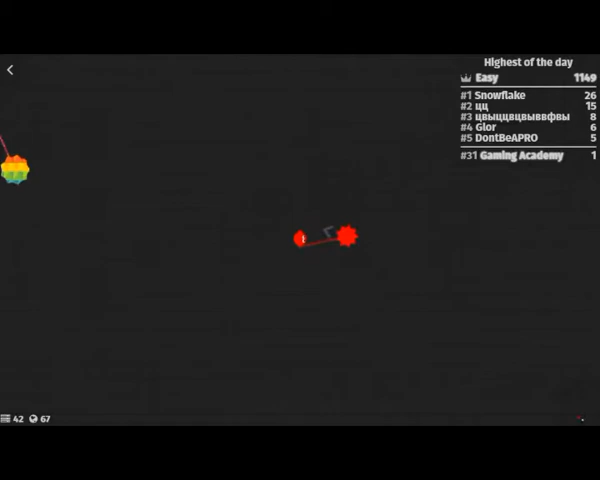 Highest of the day
Easy 1149
#1 Snowflake 26
#2 цц 15
#3 цвыццвцвыввфвы 8
#4 Glor 6
#5 DontBeAPRO 5
#31 Gaming Academy 1
42 67